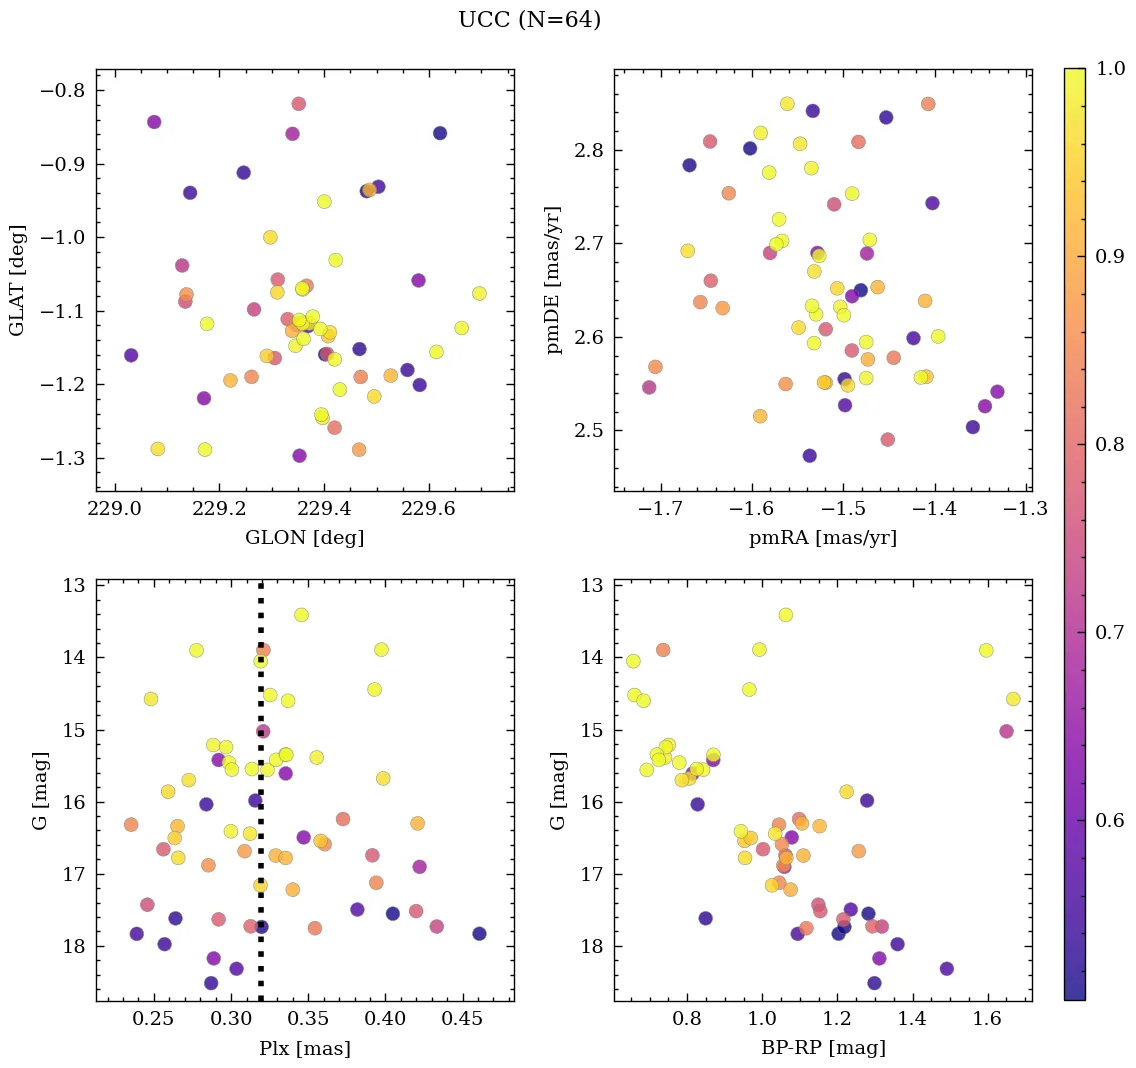 UCC (N=64)
−0.8
−0.9
−1.0
−1.1
−1.2
−1.3
GLAT [deg]
229.0 229.2 229.4 229.6
GLON [deg]
2.8
2.7
2.6
2.5
pmDE [mas/yr]
−1.7 −1.6 −1.5 −1.4 −1.3
pmRA [mas/yr]
13
14
15
16
17
18
G [mag]
0.25 0.30 0.35 0.40 0.45
Plx [mas]
13
14
15
16
17
18
G [mag]
0.8 1.0 1.2 1.4 1.6
BP-RP [mag]
1.0
0.9
0.8
0.7
0.6